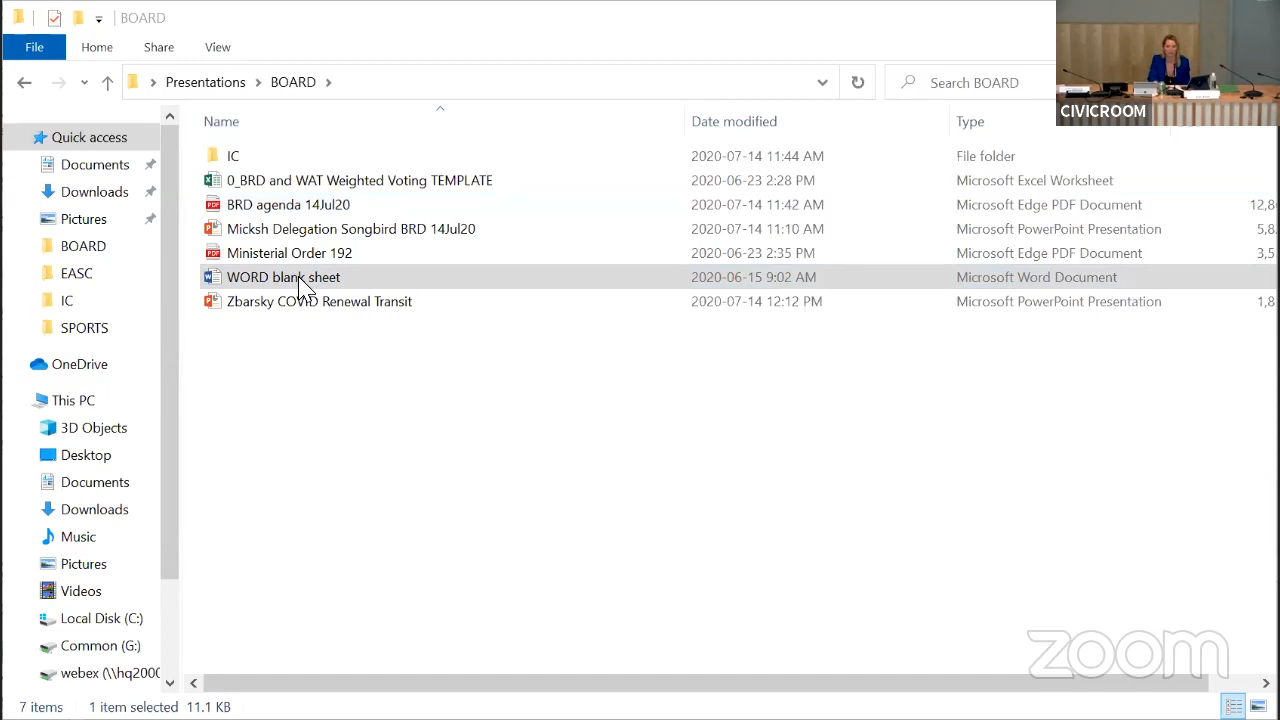 BOARD
File Home Share View
Presentations BOARD Search BOARD
CIVICROOM
Name Date modified Type
Quick access
Documents
Downloads
Pictures
BOARD
EASC
IC
SPORTS
OneDrive
This PC
3D Objects
Desktop
Documents
Downloads
Music
Pictures
Videos
Local Disk (C:)
Common (G:)
webex (\\hq2000
IC 2020-07-14 11:44 AM File folder
0_BRD and WAT Weighted Voting TEMPLATE 2020-06-23 2:28 PM Microsoft Excel Worksheet
BRD agenda 14Jul20 2020-07-14 11:42 AM Microsoft Edge PDF Document 12,8
Micksh Delegation Songbird BRD 14Jul20 2020-07-14 11:10 AM Microsoft PowerPoint Presentation 5,8
Ministerial Order 192 2020-06-23 2:35 PM Microsoft Edge PDF Document 3,5
WORD blank sheet 2020-06-15 9:02 AM Microsoft Word Document
Zbarsky COVID Renewal Transit 2020-07-14 12:12 PM Microsoft PowerPoint Presentation 1,8
zoom
7 items 1 item selected 11.1 KB